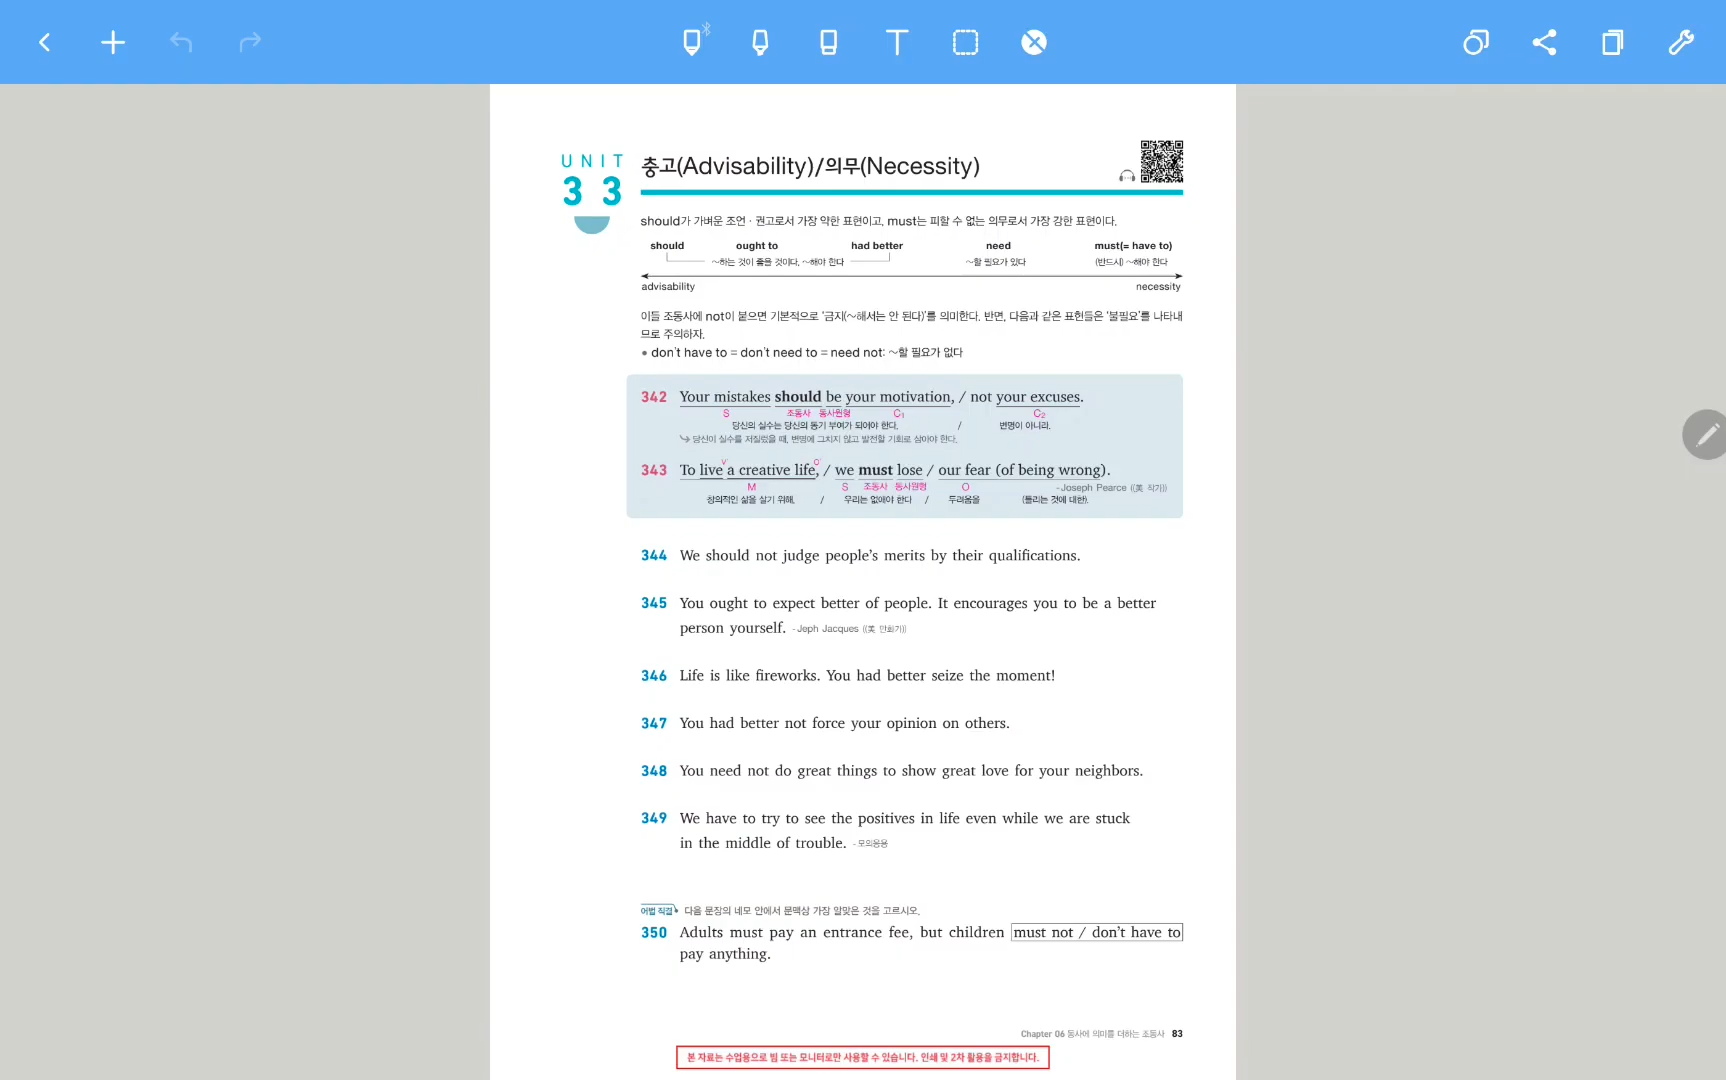 UNIT
33
충고(Advisability)/의무(Necessity)
should가 가벼운 조언·권고로서 가장 약한 표현이고, must는 피할 수 없는 의무로서 가장 강한 표현이다.
should ought to had better need must(= have to)
~하는 것이 좋을 것이다, ~해야 한다 ~할 필요가 있다 (반드시) ~해야 한다
advisability necessity
이들 조동사에 not이 붙으면 기본적으로 '금지(~해서는 안 된다)'를 의미한다. 반면, 다음과 같은 표현들은 '불필요'를 나타내
므로 주의하자.
• don't have to = don't need to = need not: ~할 필요가 없다
342 Your mistakes should be your motivation, / not your excuses.
S 조동사 동사원형 C₁ C₂
당신의 실수는 당신의 동기 부여가 되어야 한다. / 변명이 아니라.
↳ 당신이 실수를 저질렀을 때, 변명에 그치지 않고 발전할 기회로 삼아야 한다.
V' O'
343 To live a creative life, / we must lose / our fear (of being wrong).
M S 조동사 동사원형 O -Joseph Pearce ((美 작가))
창의적인 삶을 살기 위해, / 우리는 없애야 한다 / 두려움을 (틀리는 것에 대한).
344 We should not judge people's merits by their qualifications.
345 You ought to expect better of people. It encourages you to be a better
person yourself. - Jeph Jacques ((美 만화가))
346 Life is like fireworks. You had better seize the moment!
347 You had better not force your opinion on others.
348 You need not do great things to show great love for your neighbors.
349 We have to try to see the positives in life even while we are stuck
in the middle of trouble. - 모의응용
어법 직결 다음 문장의 네모 안에서 문맥상 가장 알맞은 것을 고르시오.
350 Adults must pay an entrance fee, but children must not / don't have to
pay anything.
Chapter 06 동사에 의미를 더하는 조동사 83
본 자료는 수업용으로 빔 또는 모니터로만 사용할 수 있습니다. 인쇄 및 2차 활용을 금지합니다.